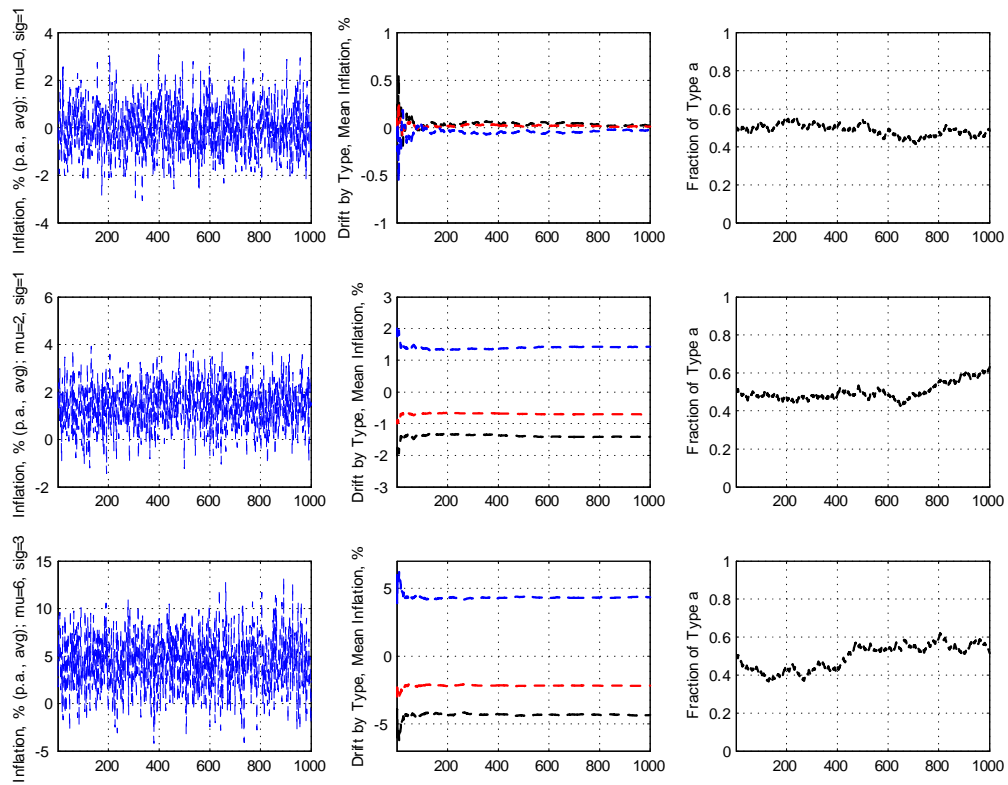 Inflation, % (p.a., avg); mu=0, sig=1
4
2
0
-2
-4
200 400 600 800 1000
Drift by Type, Mean Inflation, %
1
0.5
0
-0.5
-1
200 400 600 800 1000
Fraction of Type a
1
0.8
0.6
0.4
0.2
0
200 400 600 800 1000
Inflation, % (p.a., avg); mu=2, sig=1
6
4
2
0
-2
200 400 600 800 1000
Drift by Type, Mean Inflation, %
3
2
1
0
-1
-2
-3
200 400 600 800 1000
Fraction of Type a
1
0.8
0.6
0.4
0.2
0
200 400 600 800 1000
Inflation, % (p.a., avg); mu=6, sig=3
15
10
5
0
-5
200 400 600 800 1000
Drift by Type, Mean Inflation, %
5
0
-5
200 400 600 800 1000
Fraction of Type a
1
0.8
0.6
0.4
0.2
0
200 400 600 800 1000